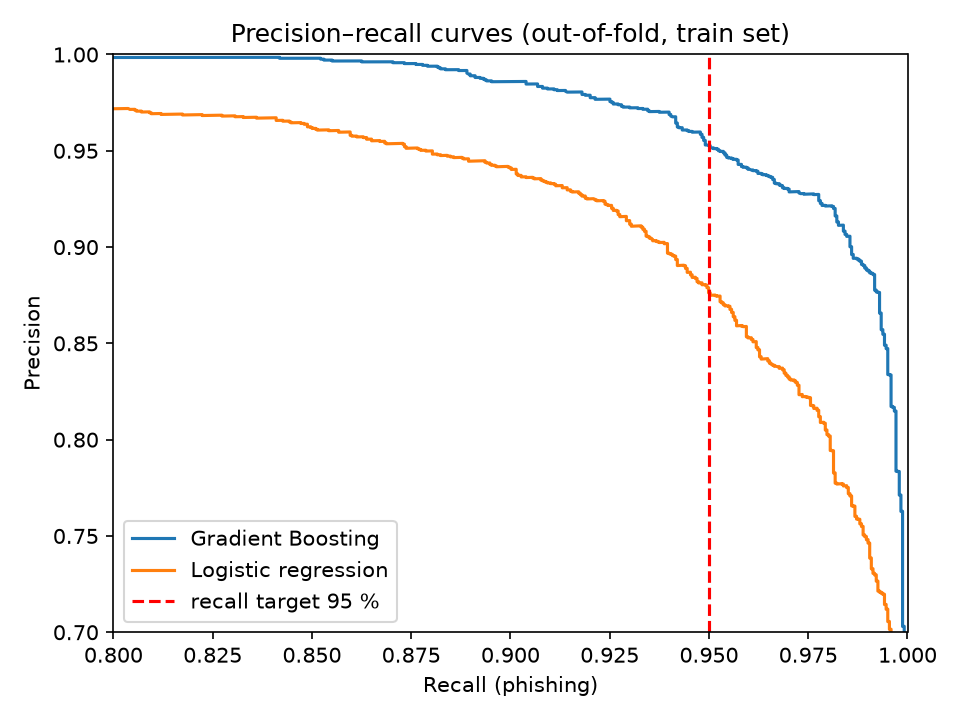 Precision–recall curves (out-of-fold, train set)
1.00
0.95
0.90
0.85
0.80
0.75
0.70
Precision
Gradient Boosting
Logistic regression
recall target 95 %
0.800 0.825 0.850 0.875 0.900 0.925 0.950 0.975 1.000
Recall (phishing)